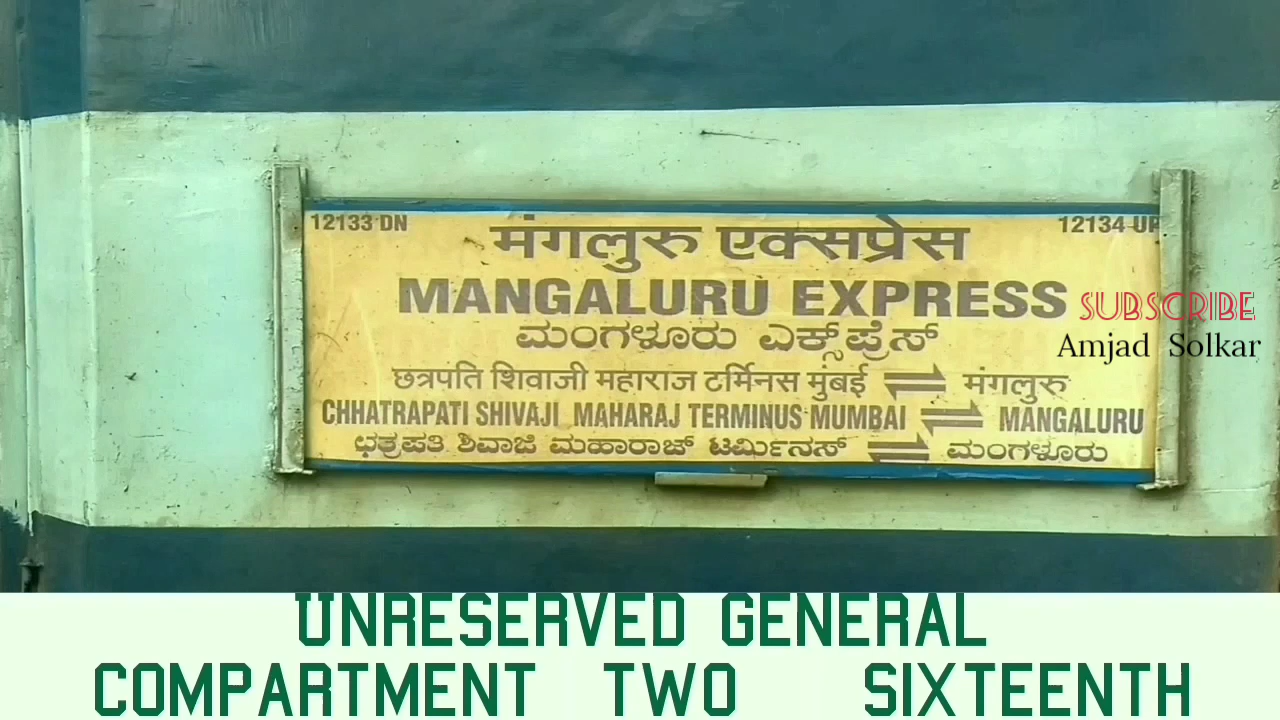 12133 DN
12134 UP
मंगलुरु एक्सप्रेस
MANGALURU EXPRESS
ಮಂಗಳೂರು ಎಕ್ಸ್‌ಪ್ರೆಸ್
SUBSCRIBE
Amjad Solkar
छत्रपति शिवाजी महाराज टर्मिनस मुंबई ⇌ मंगलुरु
CHHATRAPATI SHIVAJI MAHARAJ TERMINUS MUMBAI ⇌ MANGALURU
ಛತ್ರಪತಿ ಶಿವಾಜಿ ಮಹಾರಾಜ್ ಟರ್ಮಿನಸ್ ⇌ ಮಂಗಳೂರು
UNRESERVED GENERAL
COMPARTMENT TWO SIXTEENTH